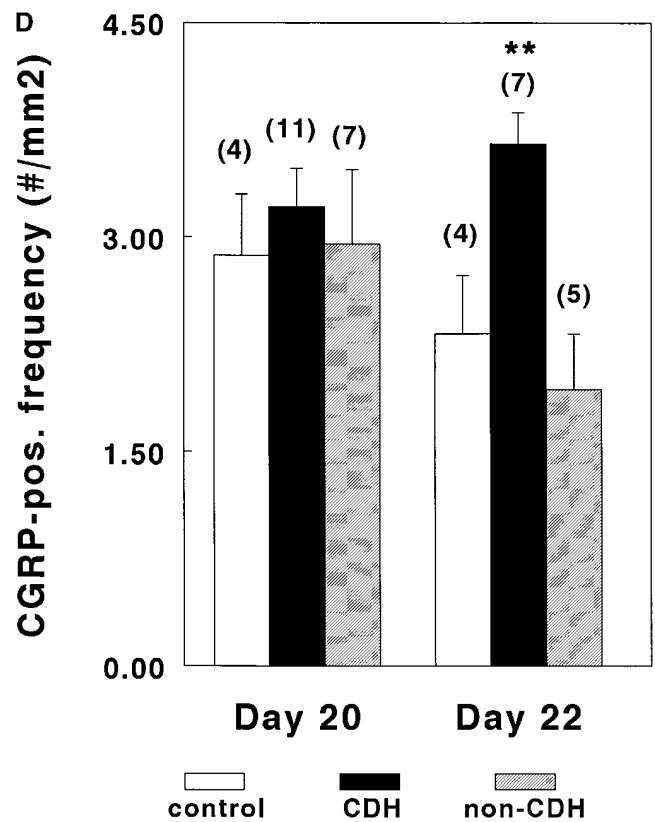 D
CGRP-pos. frequency (#/mm2)
4.50
3.00
1.50
0.00
(4)
(11)
(7)
(4)
**
(7)
(5)
Day 20
Day 22
control
CDH
non-CDH